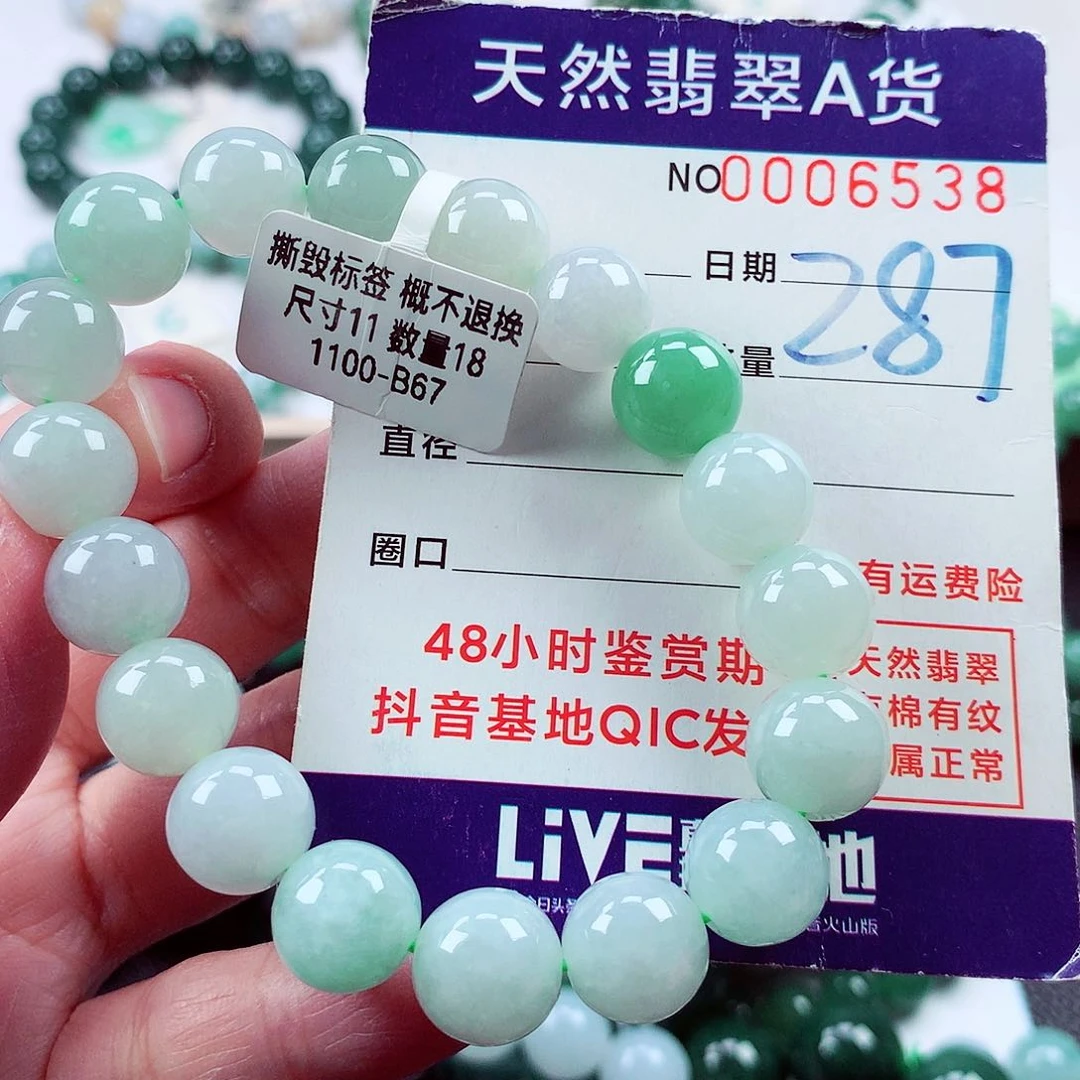 天然翡翠A货
NO0006538
撕毁标签 概不退换
尺寸11 数量18
1100-B67
日期
287
量
直径
圈口
有运费险
48小时鉴赏期
抖音基地QIC发
天然翡翠
棉有纹
属正常
LiVE 地
火山版